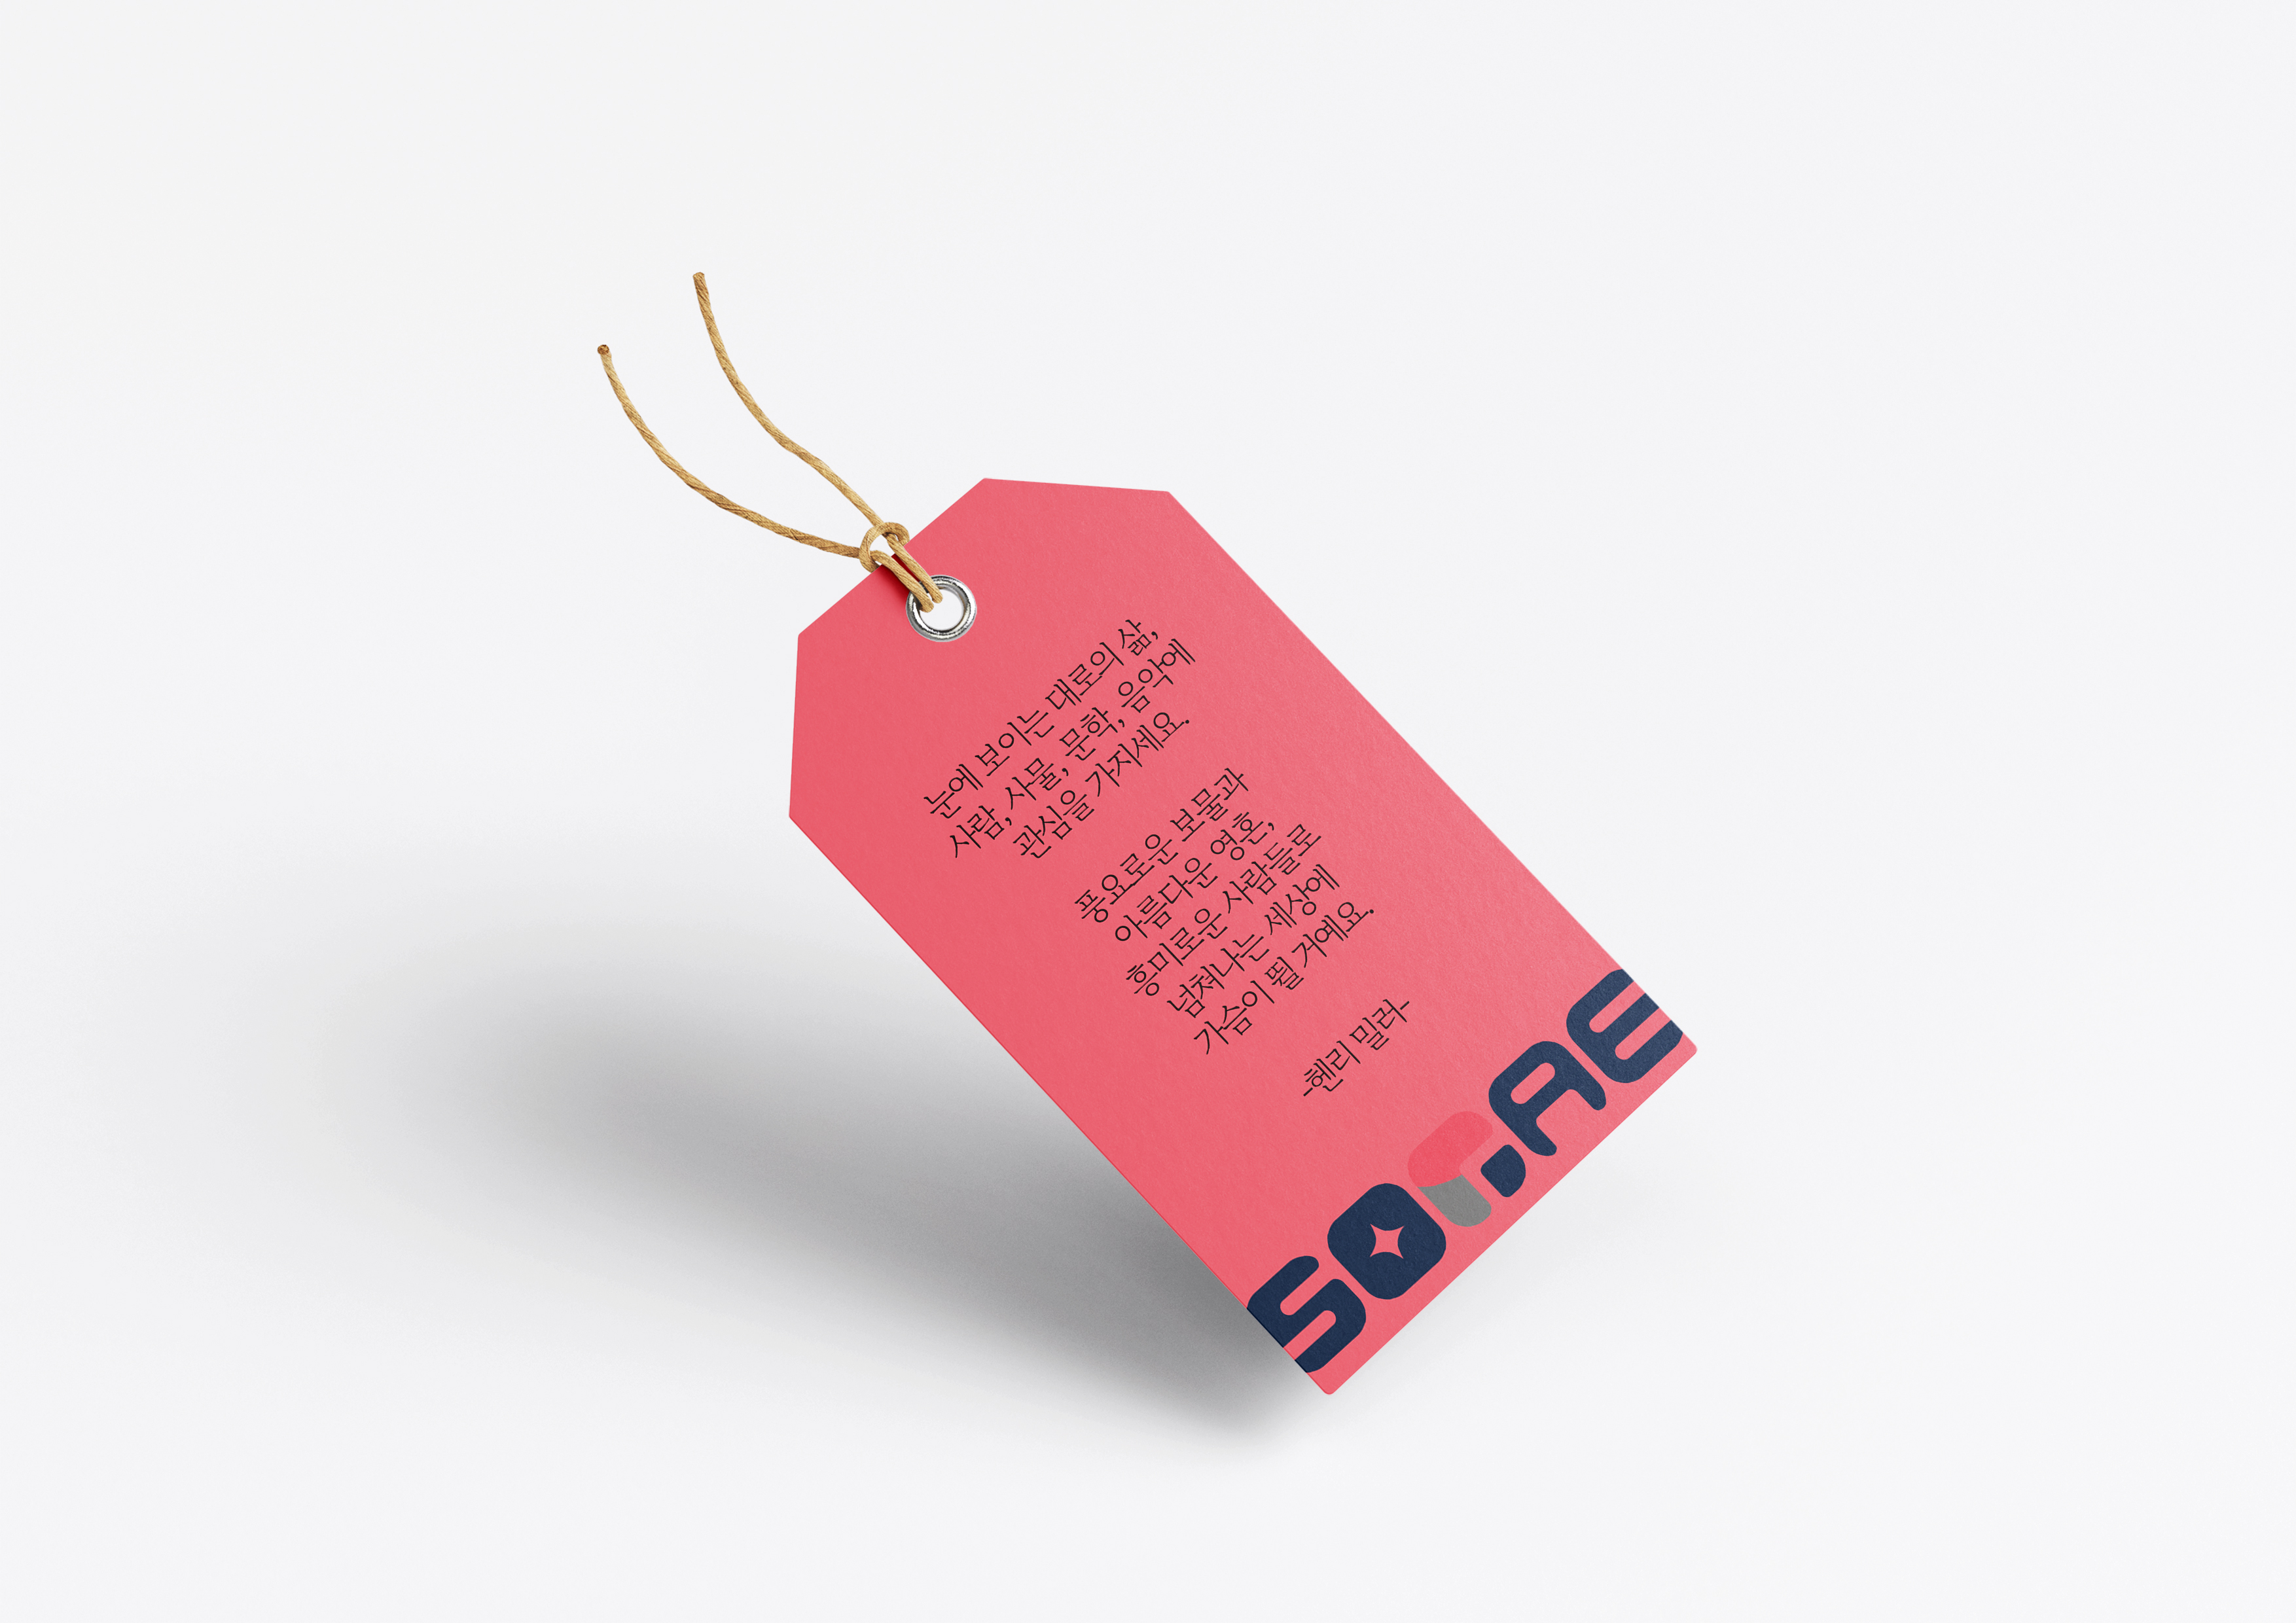 눈에 보이는 대로의 삶,
사람, 사물, 문학, 음악에
관심을 가지세요.
풍요로운 보물과
아름다운 영혼,
흥미로운 사람들로
넘쳐나는 세상에
가슴이 뛸 거예요.
-헨리 밀러-